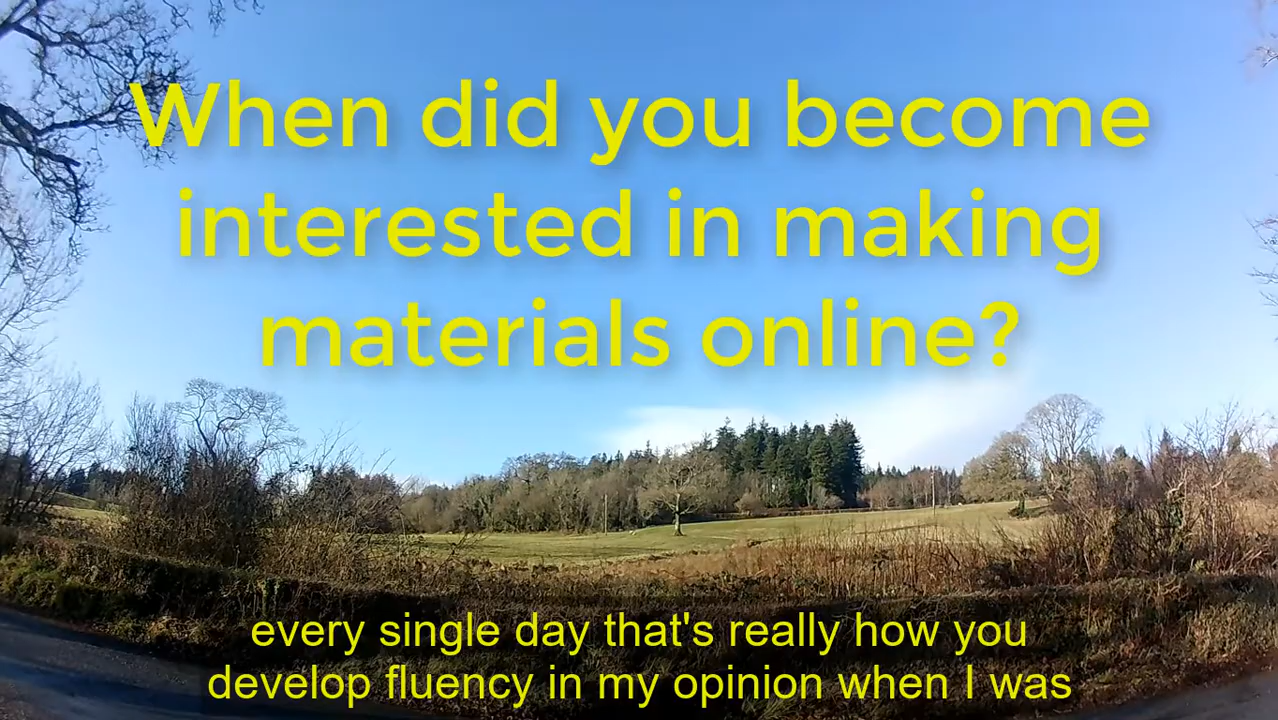 When did you become
interested in making
materials online?
every single day that's really how you
develop fluency in my opinion when I was